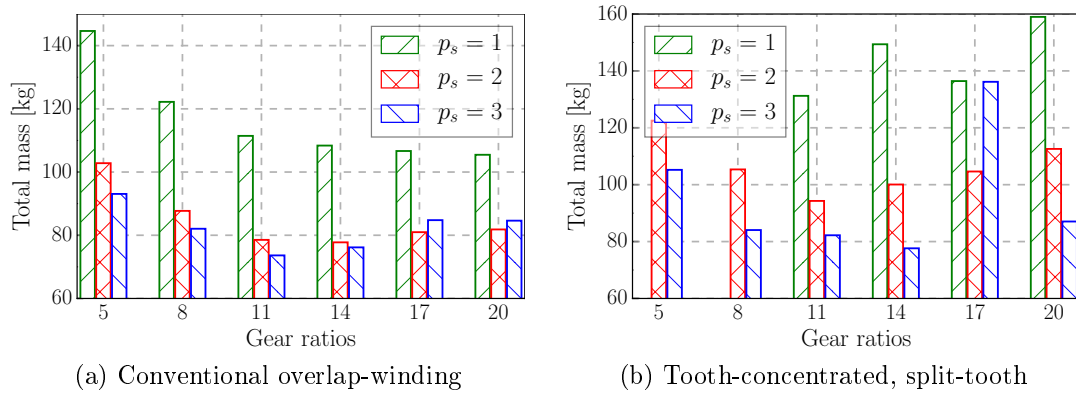 Total mass [kg]
140
120
100
80
60
p_s = 1
p_s = 2
p_s = 3
5 8 11 14 17 20
Gear ratios
(a) Conventional overlap-winding
Total mass [kg]
160
140
120
100
80
60
p_s = 1
p_s = 2
p_s = 3
5 8 11 14 17 20
Gear ratios
(b) Tooth-concentrated, split-tooth